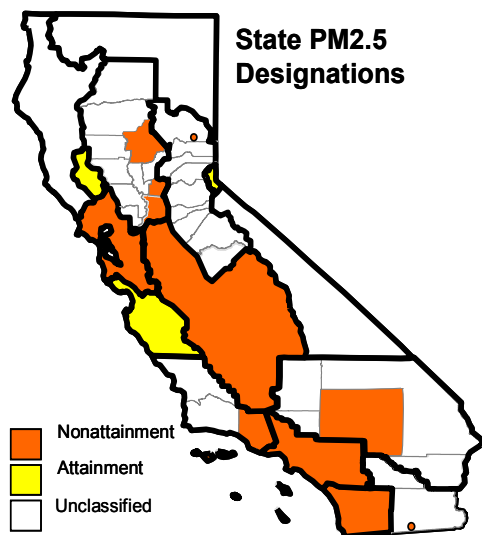 State PM2.5
Designations
Nonattainment
Attainment
Unclassified